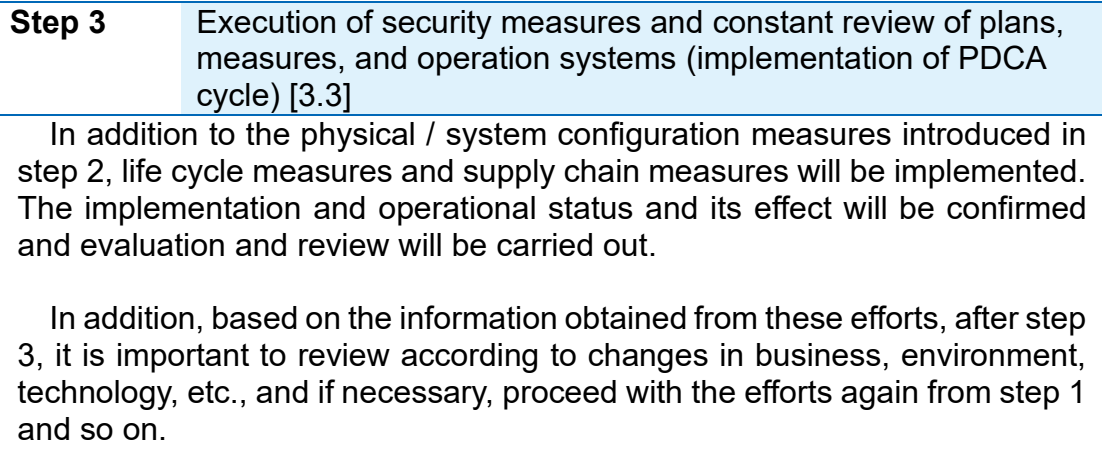 Step 3
Execution of security measures and constant review of plans,
measures, and operation systems (implementation of PDCA
cycle) [3.3]
In addition to the physical / system configuration measures introduced in
step 2, life cycle measures and supply chain measures will be implemented.
The implementation and operational status and its effect will be confirmed
and evaluation and review will be carried out.
In addition, based on the information obtained from these efforts, after step
3, it is important to review according to changes in business, environment,
technology, etc., and if necessary, proceed with the efforts again from step 1
and so on.